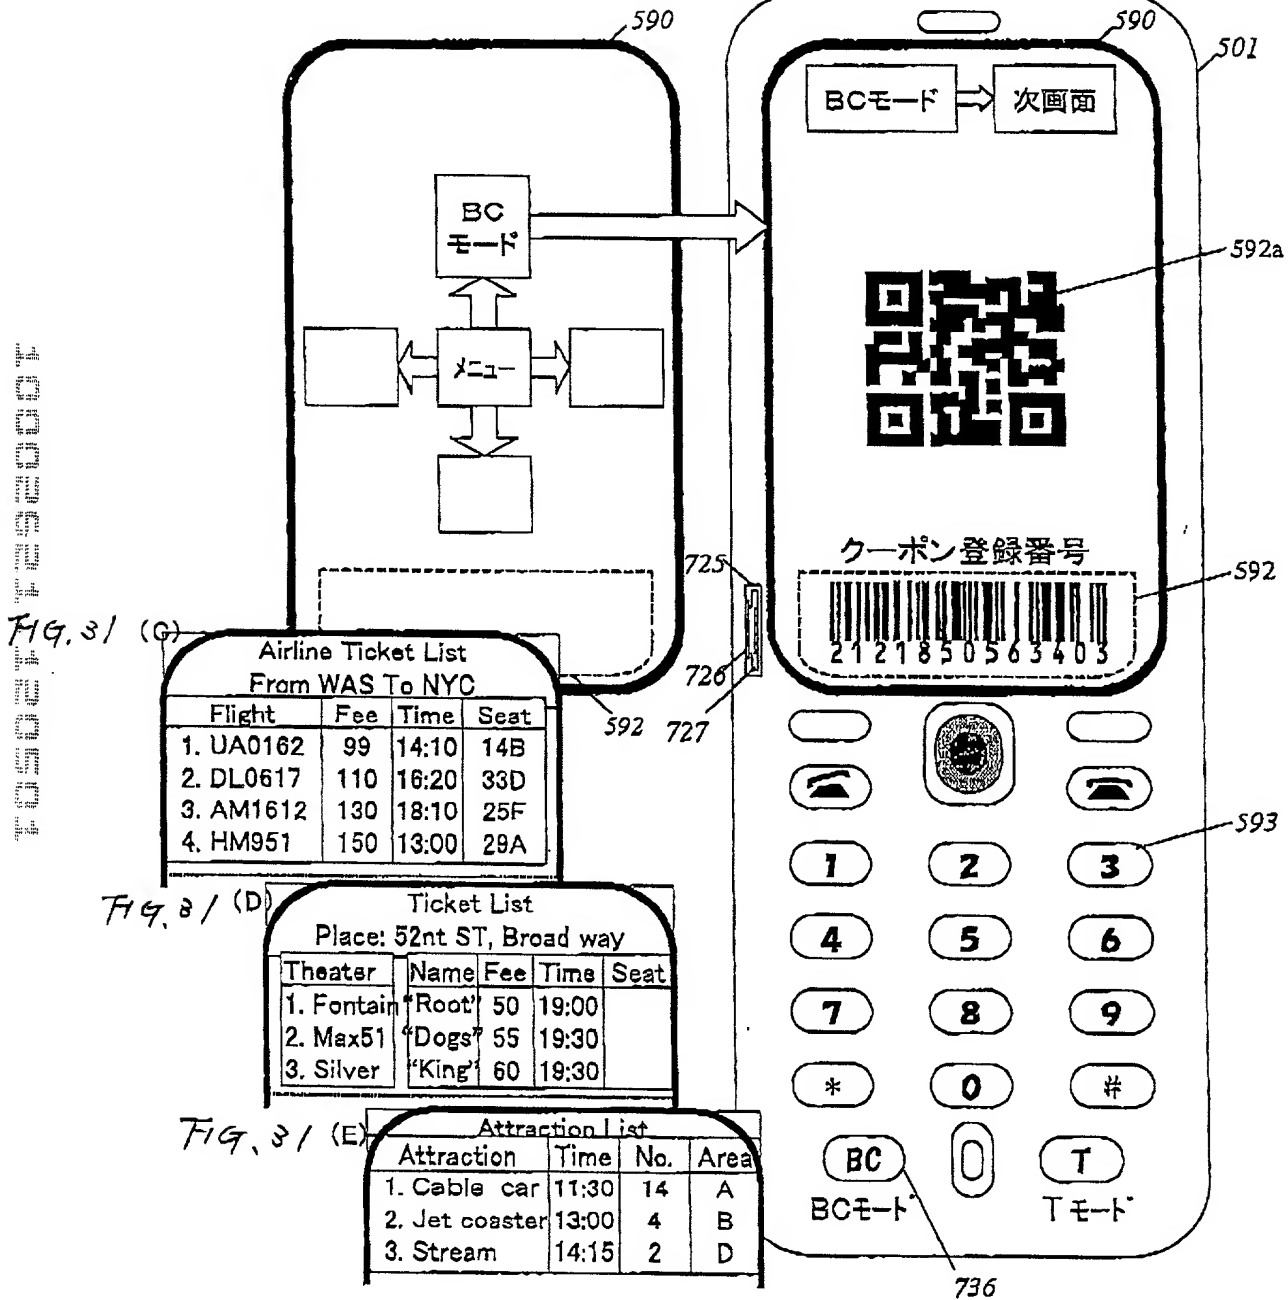 590
590
501
BCモード
次画面
BC
モード
メニュー
592a
クーポン登録番号
2121850563403
592
592
725
726
727
FIG. 31 (C)
Airline Ticket List
From WAS To NYC
Flight Fee Time Seat
1. UA0162 99 14:10 14B
2. DL0617 110 16:20 33D
3. AM1612 130 18:10 25F
4. HM951 150 13:00 29A
FIG. 31 (D)
Ticket List
Place: 52nt ST, Broad way
Theater Name Fee Time Seat
1. Fontain "Root" 50 19:00
2. Max51 "Dogs" 55 19:30
3. Silver "King" 60 19:30
FIG. 31 (E)
Attraction List
Attraction Time No. Area
1. Cable car 11:30 14 A
2. Jet coaster 13:00 4 B
3. Stream 14:15 2 D
593
1 2 3
4 5 6
7 8 9
* 0 #
BC T
BCモード Tモード
736